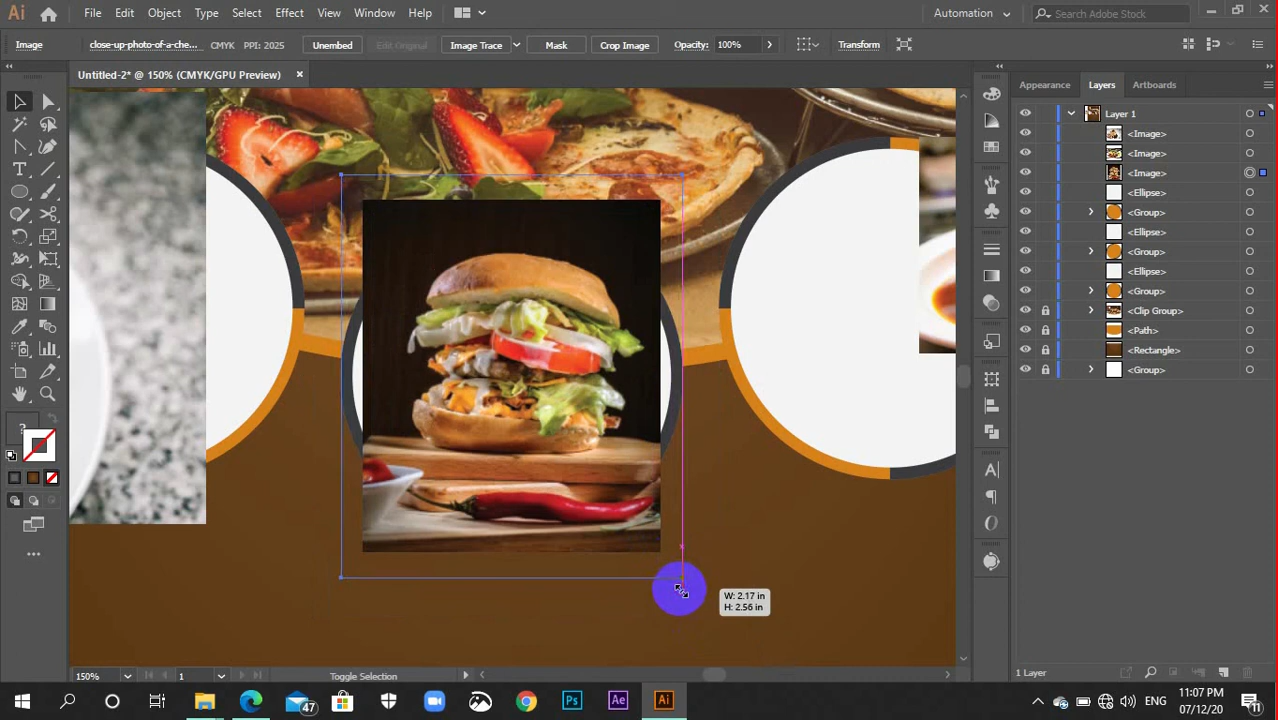 Ai File Edit Object Type Select Effect View Window Help Automation Search Adobe Stock
Image close-up-photo-of-a-che... CMYK PPI: 2025 Unembed Edit Original Image Trace Mask Crop Image Opacity: 100% Transform
Untitled-2* @ 150% (CMYK/GPU Preview) × Appearance Layers Artboards
Layer 1
<Image>
<Image>
<Image>
<Ellipse>
<Group>
<Ellipse>
<Group>
<Ellipse>
<Group>
<Clip Group>
<Path>
<Rectangle>
<Group>
?
W: 2.17 in
H: 2.56 in
150% 1 Toggle Selection 1 Layer
47 Ps Ae Ai ENG 11:07 PM
07/12/20 11